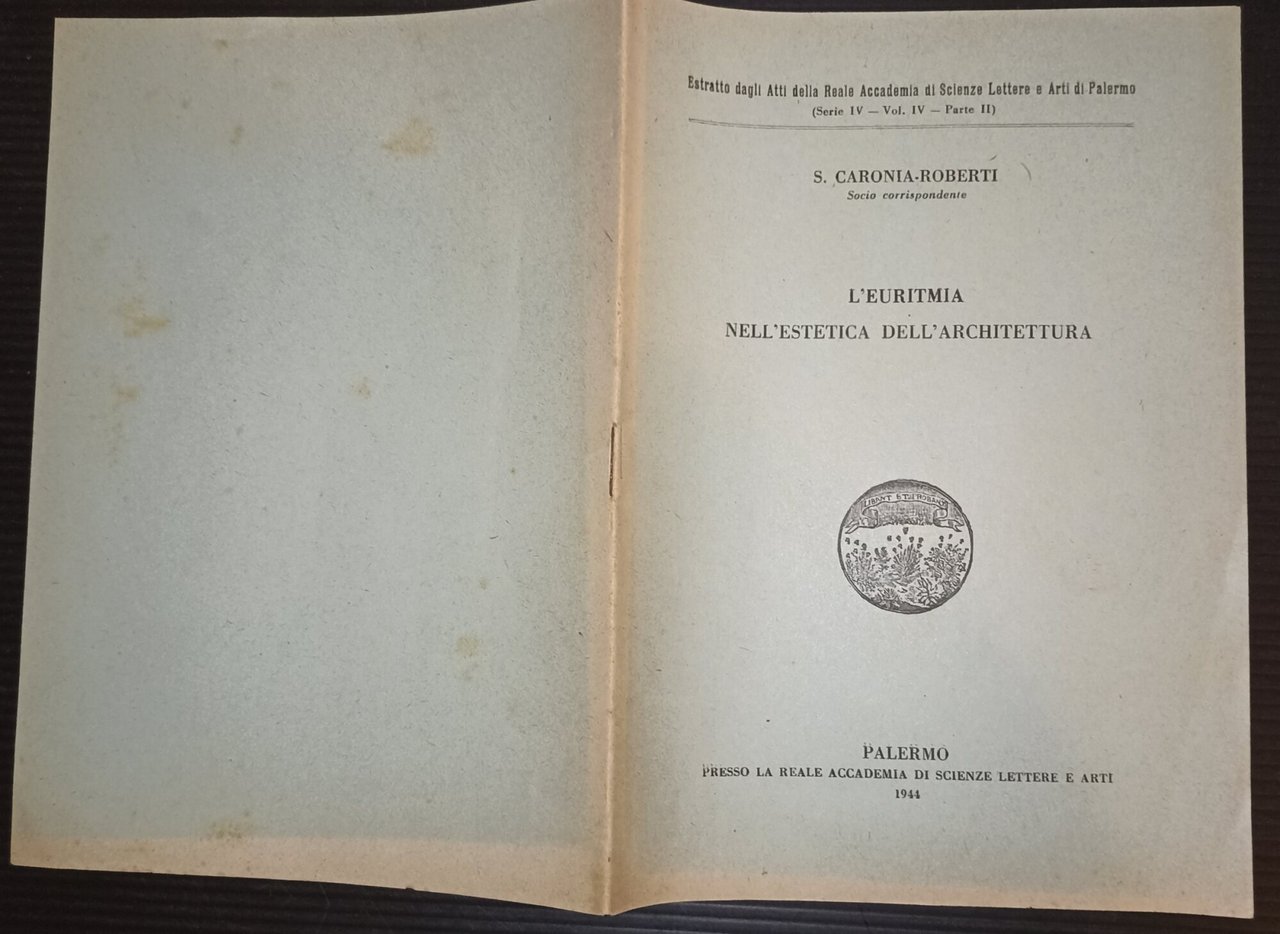 Estratto dagli Atti della Reale Accademia di Scienze Lettere e Arti di Palermo
(Serie IV — Vol. IV — Parte II)
S. CARONIA-ROBERTI
Socio corrispondente
L'EURITMIA
NELL'ESTETICA DELL'ARCHITETTURA
PALERMO
PRESSO LA REALE ACCADEMIA DI SCIENZE LETTERE E ARTI
1944